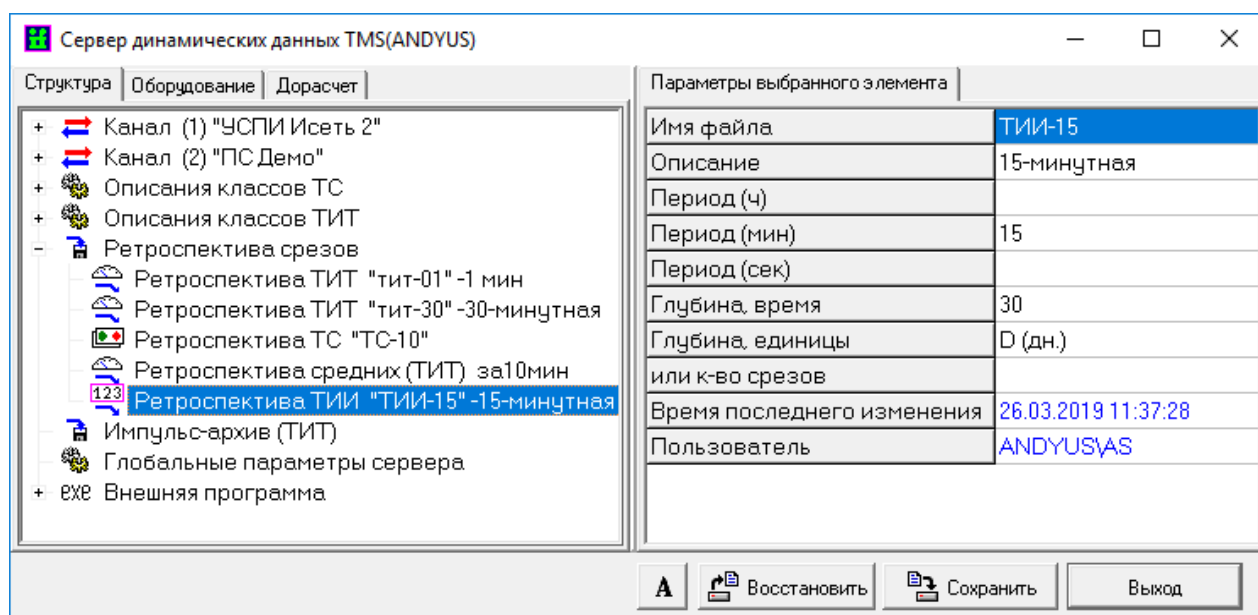 Сервер динамических данных TMS(ANDYUS)
Структура Оборудование Дорасчет
Параметры выбранного элемента
Канал (1) "УСПИ Исеть 2"
Канал (2) "ПС Демо"
Описания классов ТС
Описания классов ТИТ
Ретроспектива срезов
Ретроспектива ТИТ "тит-01" -1 мин
Ретроспектива ТИТ "тит-30" -30-минутная
Ретроспектива ТС "ТС-10"
Ретроспектива средних (ТИТ) за10мин
123 Ретроспектива ТИИ "ТИИ-15" -15-минутная
Импульс-архив (ТИТ)
Глобальные параметры сервера
exe Внешняя программа
Имя файла ТИИ-15
Описание 15-минутная
Период (ч)
Период (мин) 15
Период (сек)
Глубина, время 30
Глубина, единицы D (дн.)
или к-во срезов
Время последнего изменения 26.03.2019 11:37:28
Пользователь ANDYUS\AS
A Восстановить Сохранить Выход